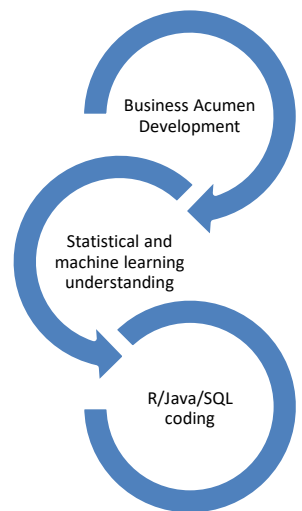 Business Acumen
Development
Statistical and
machine learning
understanding
R/Java/SQL
coding